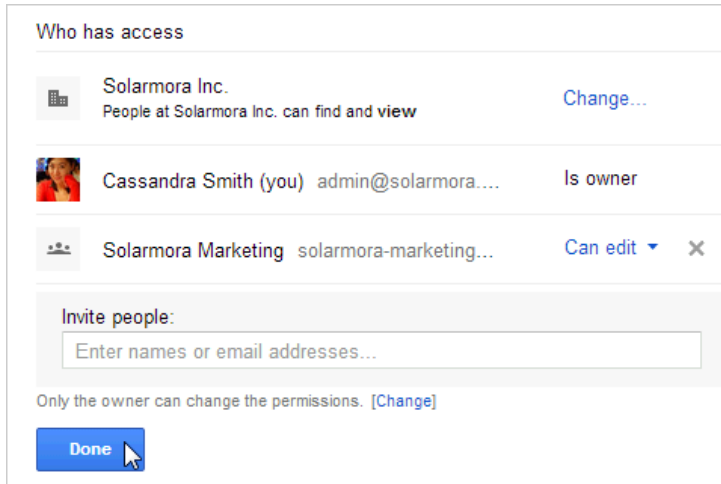 Who has access
Solarmora Inc.
People at Solarmora Inc. can find and view
Change...
Cassandra Smith (you) admin@solarmora....
Is owner
Solarmora Marketing solarmora-marketing...
Can edit
Invite people:
Enter names or email addresses...
Only the owner can change the permissions. [Change]
Done